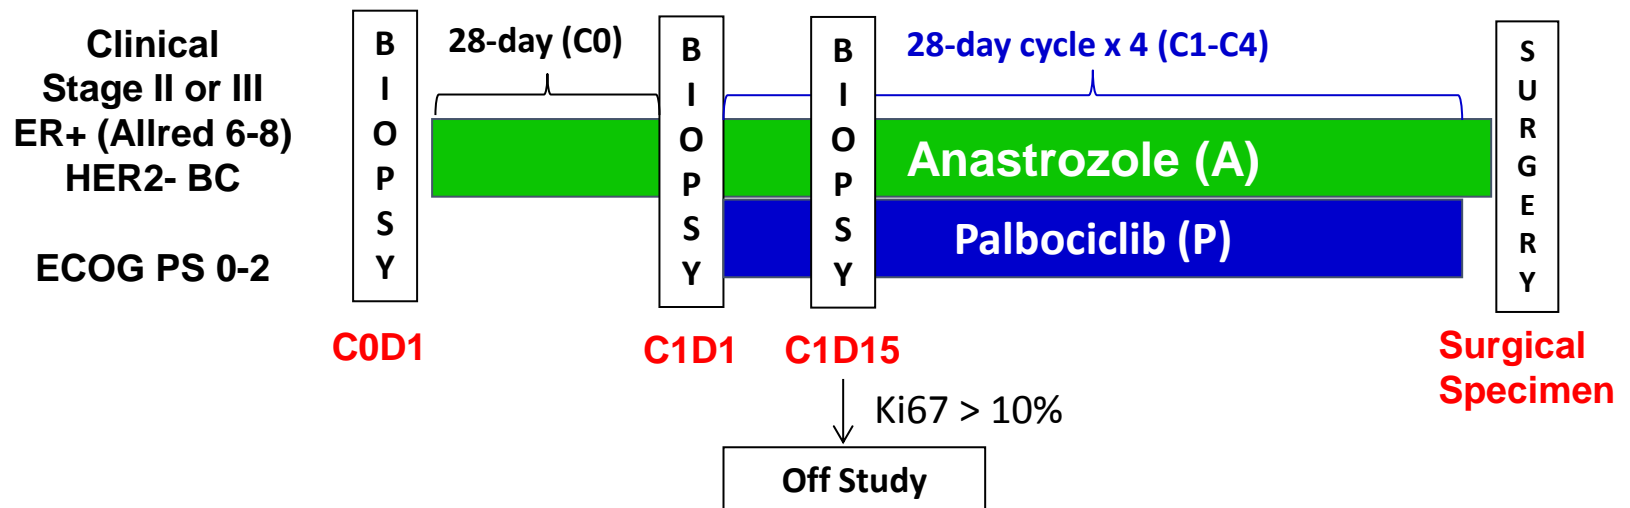 Clinical
Stage II or III
ER+ (Allred 6-8)
HER2- BC
ECOG PS 0-2
BIOPSY
28-day (C0)
BIOPSY
BIOPSY
28-day cycle x 4 (C1-C4)
Anastrozole (A)
Palbociclib (P)
SURGERY
C0D1
C1D1
C1D15
Surgical
Specimen
Ki67 > 10%
Off Study